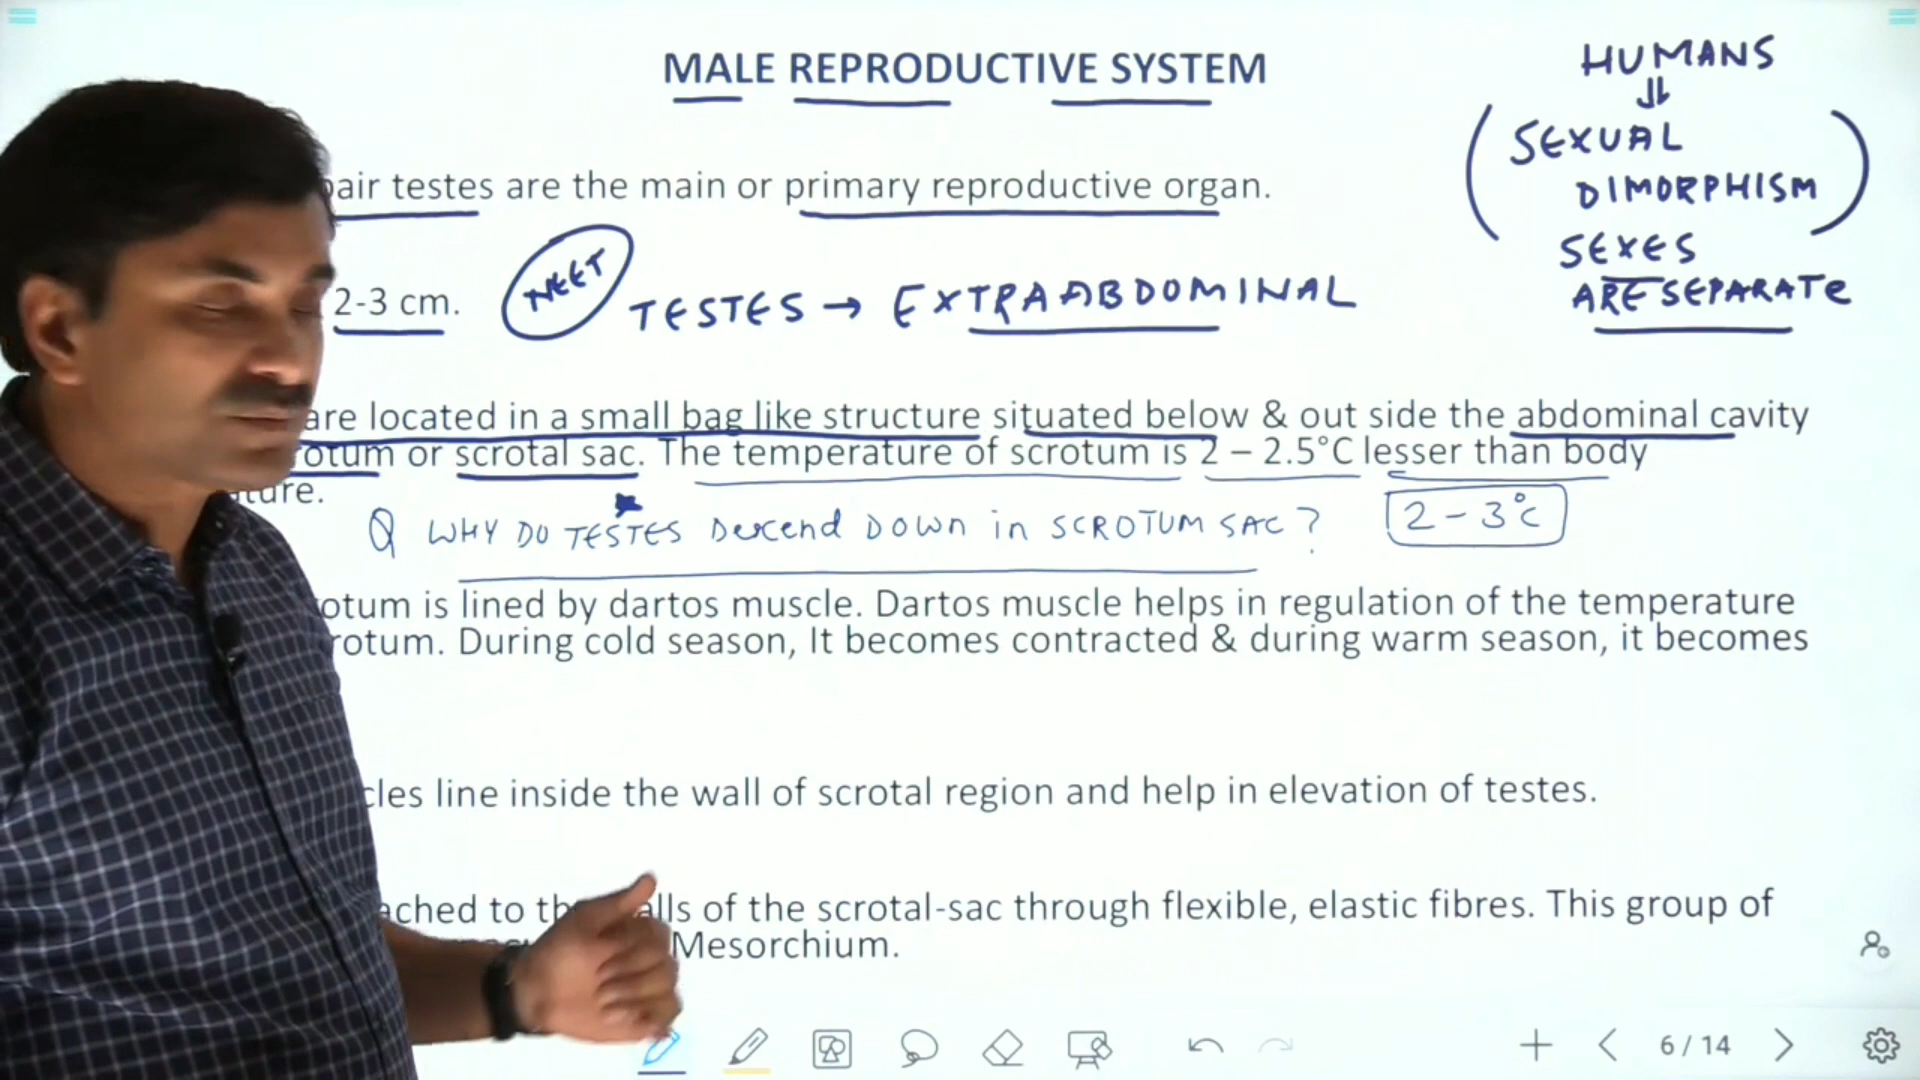 MALE REPRODUCTIVE SYSTEM
HUMANS
SEXUAL
DIMORPHISM
SEXES
ARE SEPARATE
pair testes are the main or primary reproductive organ.
2-3 cm.
NEET
TESTES → EXTRAABDOMINAL
are located in a small bag like structure situated below & out side the abdominal cavity
otum or scrotal sac. The temperature of scrotum is 2 – 2.5°C lesser than body
ture.
Q WHY DO TESTES Descend DOWN in SCROTUM SAC?
2-3°C
otum is lined by dartos muscle. Dartos muscle helps in regulation of the temperature
rotum. During cold season, It becomes contracted & during warm season, it becomes
cles line inside the wall of scrotal region and help in elevation of testes.
ached to th alls of the scrotal-sac through flexible, elastic fibres. This group of
Mesorchium.
6 / 14